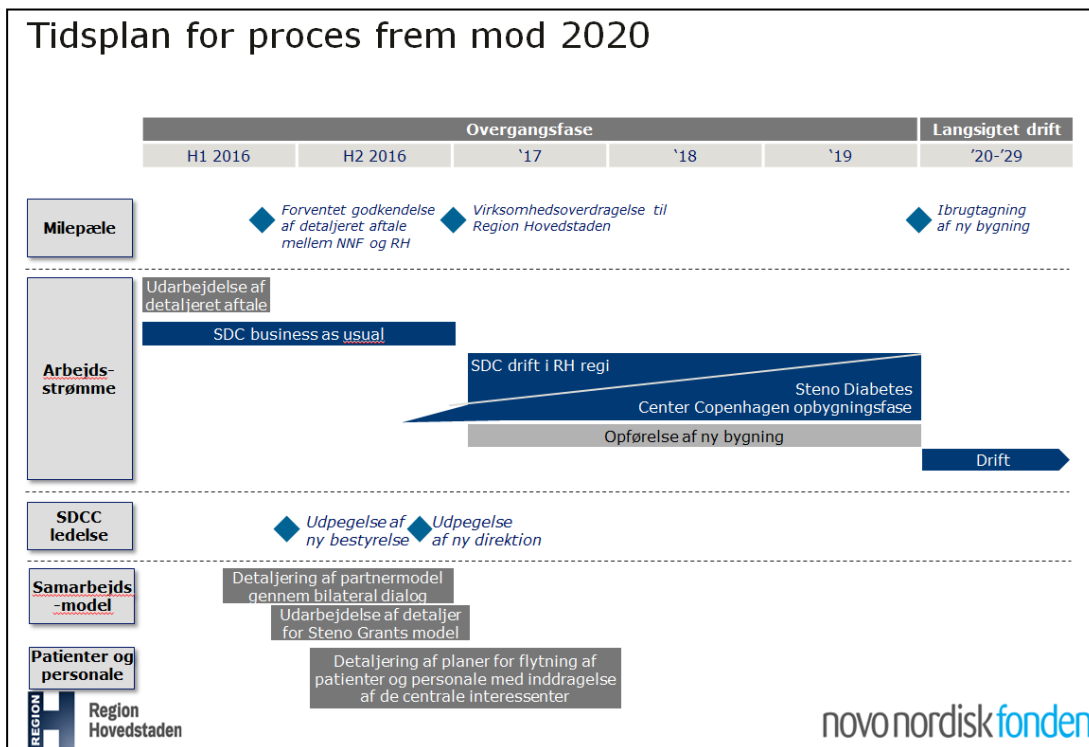 Tidsplan for proces frem mod 2020
Overgangsfase
Langsigtet drift
H1 2016
H2 2016
‘17
‘18
‘19
’20-’29
Milepæle
Forventet godkendelse
af detaljeret aftale
mellem NNF og RH
Virksomhedsoverdragelse til
Region Hovedstaden
Ibrugtagning
af ny bygning
Arbejds-
strømme
Udarbejdelse af
detaljeret aftale
SDC business as usual
SDC drift i RH regi
Steno Diabetes
Center Copenhagen opbygningsfase
Opførelse af ny bygning
Drift
SDCC
ledelse
Udpegelse af
ny bestyrelse
Udpegelse
af ny direktion
Samarbejds
-model
Detaljering af partnermodel
gennem bilateral dialog
Udarbejdelse af detaljer
for Steno Grants model
Patienter og
personale
Detaljering af planer for flytning af
patienter og personale med inddragelse
af de centrale interessenter
REGION
H
Region
Hovedstaden
novo nordisk fonden